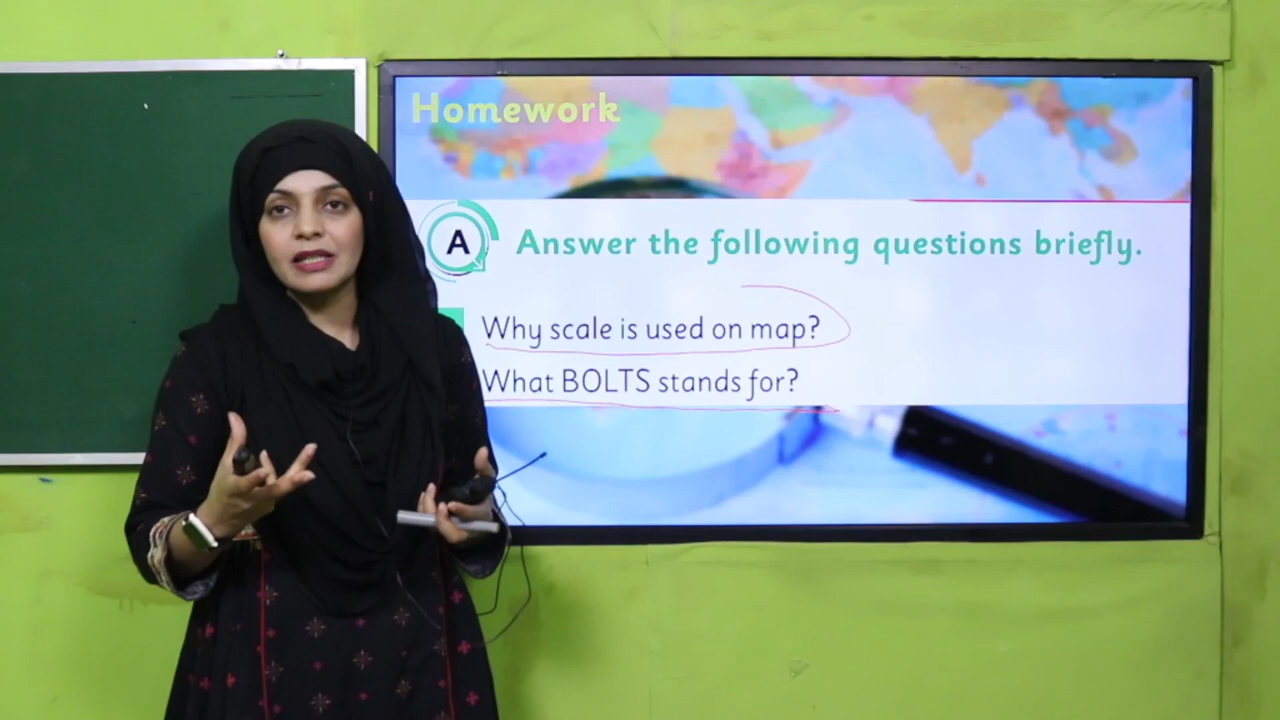 Homework
A Answer the following questions briefly.
Why scale is used on map?
What BOLTS stands for?